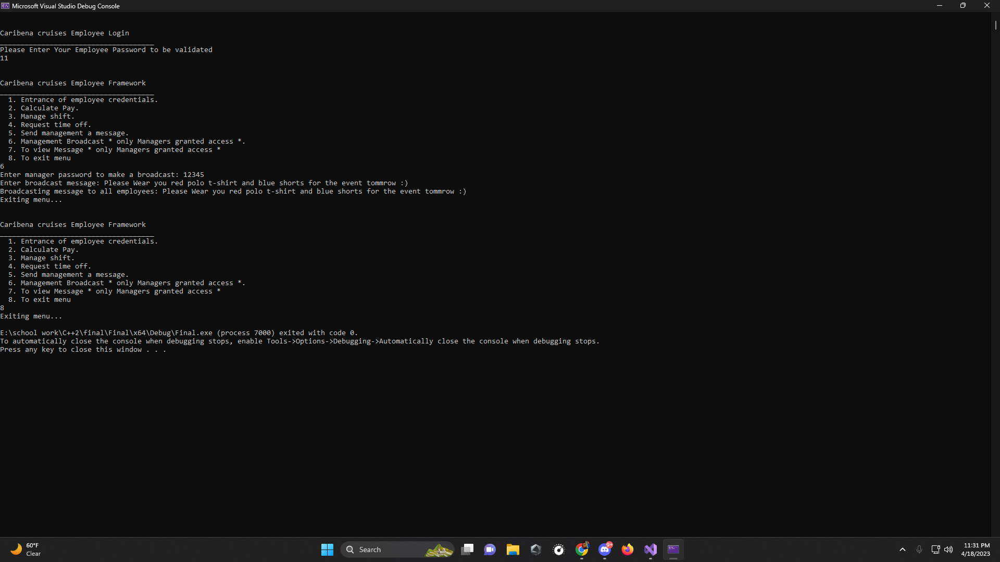 Microsoft Visual Studio Debug Console
Caribena cruises Employee Login
_____________________________________
Please Enter Your Employee Password to be validated
11
Caribena cruises Employee Framework
_____________________________________
1. Entrance of employee credentials.
2. Calculate Pay.
3. Manage shift.
4. Request time off.
5. Send management a message.
6. Management Broadcast * only Managers granted access *.
7. To view Message * only Managers granted access *
8. To exit menu
6
Enter manager password to make a broadcast: 12345
Enter broadcast message: Please Wear you red polo t-shirt and blue shorts for the event tommrow :)
Broadcasting message to all employees: Please Wear you red polo t-shirt and blue shorts for the event tommrow :)
Exiting menu...
Caribena cruises Employee Framework
_____________________________________
1. Entrance of employee credentials.
2. Calculate Pay.
3. Manage shift.
4. Request time off.
5. Send management a message.
6. Management Broadcast * only Managers granted access *.
7. To view Message * only Managers granted access *
8. To exit menu
8
Exiting menu...
E:\school work\C++2\final\Final\x64\Debug\Final.exe (process 7000) exited with code 0.
To automatically close the console when debugging stops, enable Tools->Options->Debugging->Automatically close the console when debugging stops.
Press any key to close this window . . .
60°F
Clear
Search
9+
11:31 PM
4/18/2023